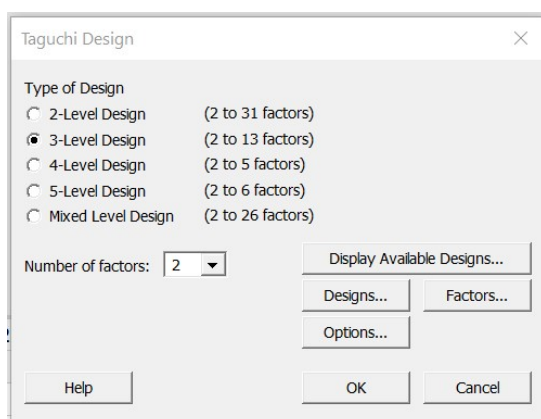 Taguchi Design
Type of Design
2-Level Design (2 to 31 factors)
3-Level Design (2 to 13 factors)
4-Level Design (2 to 5 factors)
5-Level Design (2 to 6 factors)
Mixed Level Design (2 to 26 factors)
Number of factors: 2
Display Available Designs...
Designs... Factors...
Options...
Help OK Cancel